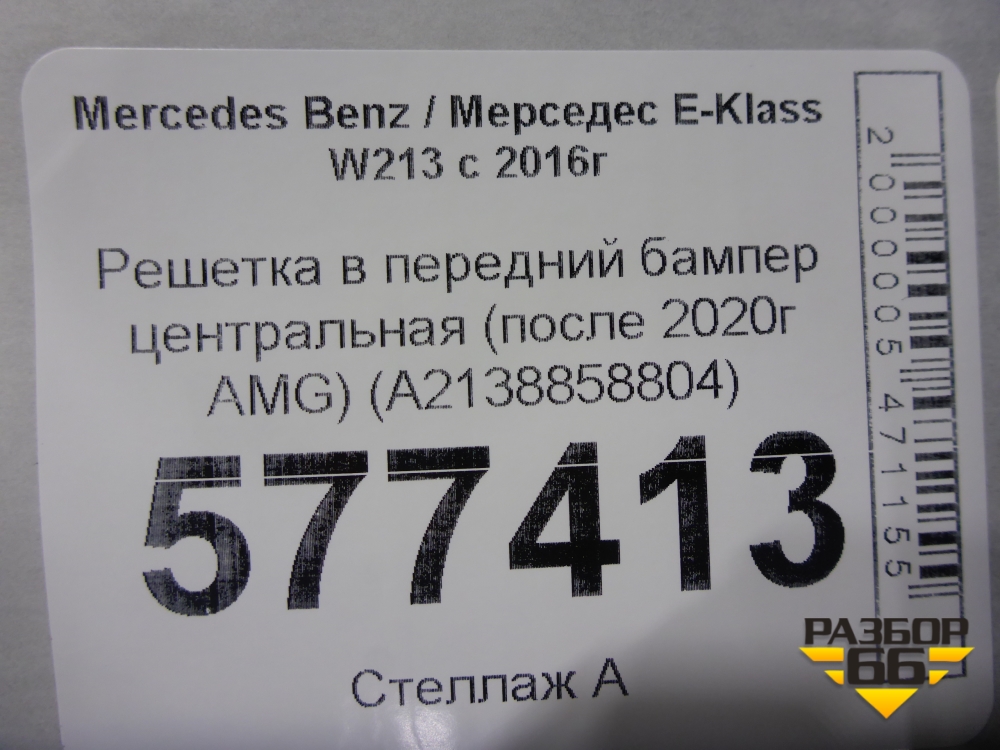 Mercedes Benz / Мерседес E-Klass
W213 с 2016г
Решетка в передний бампер
центральная (после 2020г
AMG) (A2138858804)
577413
Стеллаж А
2000005471155
РАЗБОР
66